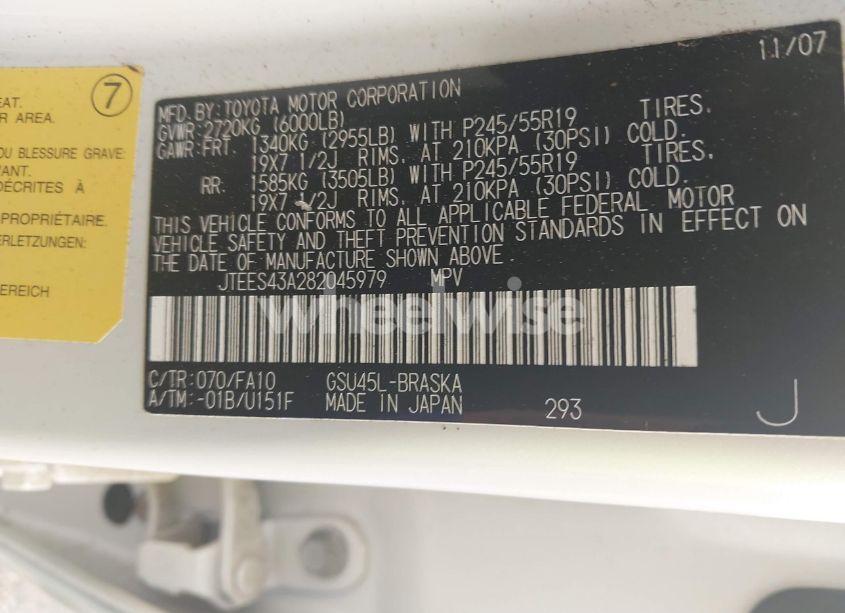 7
EAT.
R AREA.
OU BLESSURE GRAVE:
VANT.
DÉCRITES À
PROPRIÉTAIRE.
ERLETZUNGEN:
EREICH
11/07
MFD.BY:TOYOTA MOTOR CORPORATION
GVWR:2720KG (6000LB)
GAWR:FRT. 1340KG (2955LB) WITH P245/55R19 TIRES.
19X7 1/2J RIMS, AT 210KPA (30PSI) COLD.
RR. 1585KG (3505LB) WITH P245/55R19 TIRES.
19X7 1/2J RIMS, AT 210KPA (30PSI) COLD.
THIS VEHICLE CONFORMS TO ALL APPLICABLE FEDERAL MOTOR
VEHICLE SAFETY AND THEFT PREVENTION STANDARDS IN EFFECT ON
THE DATE OF MANUFACTURE SHOWN ABOVE.
JTEES43A282045979 MPV
wheelwise
C/TR:070/FA10 GSU45L-BRASKA
A/TM:-01B/U151F MADE IN JAPAN 293 J